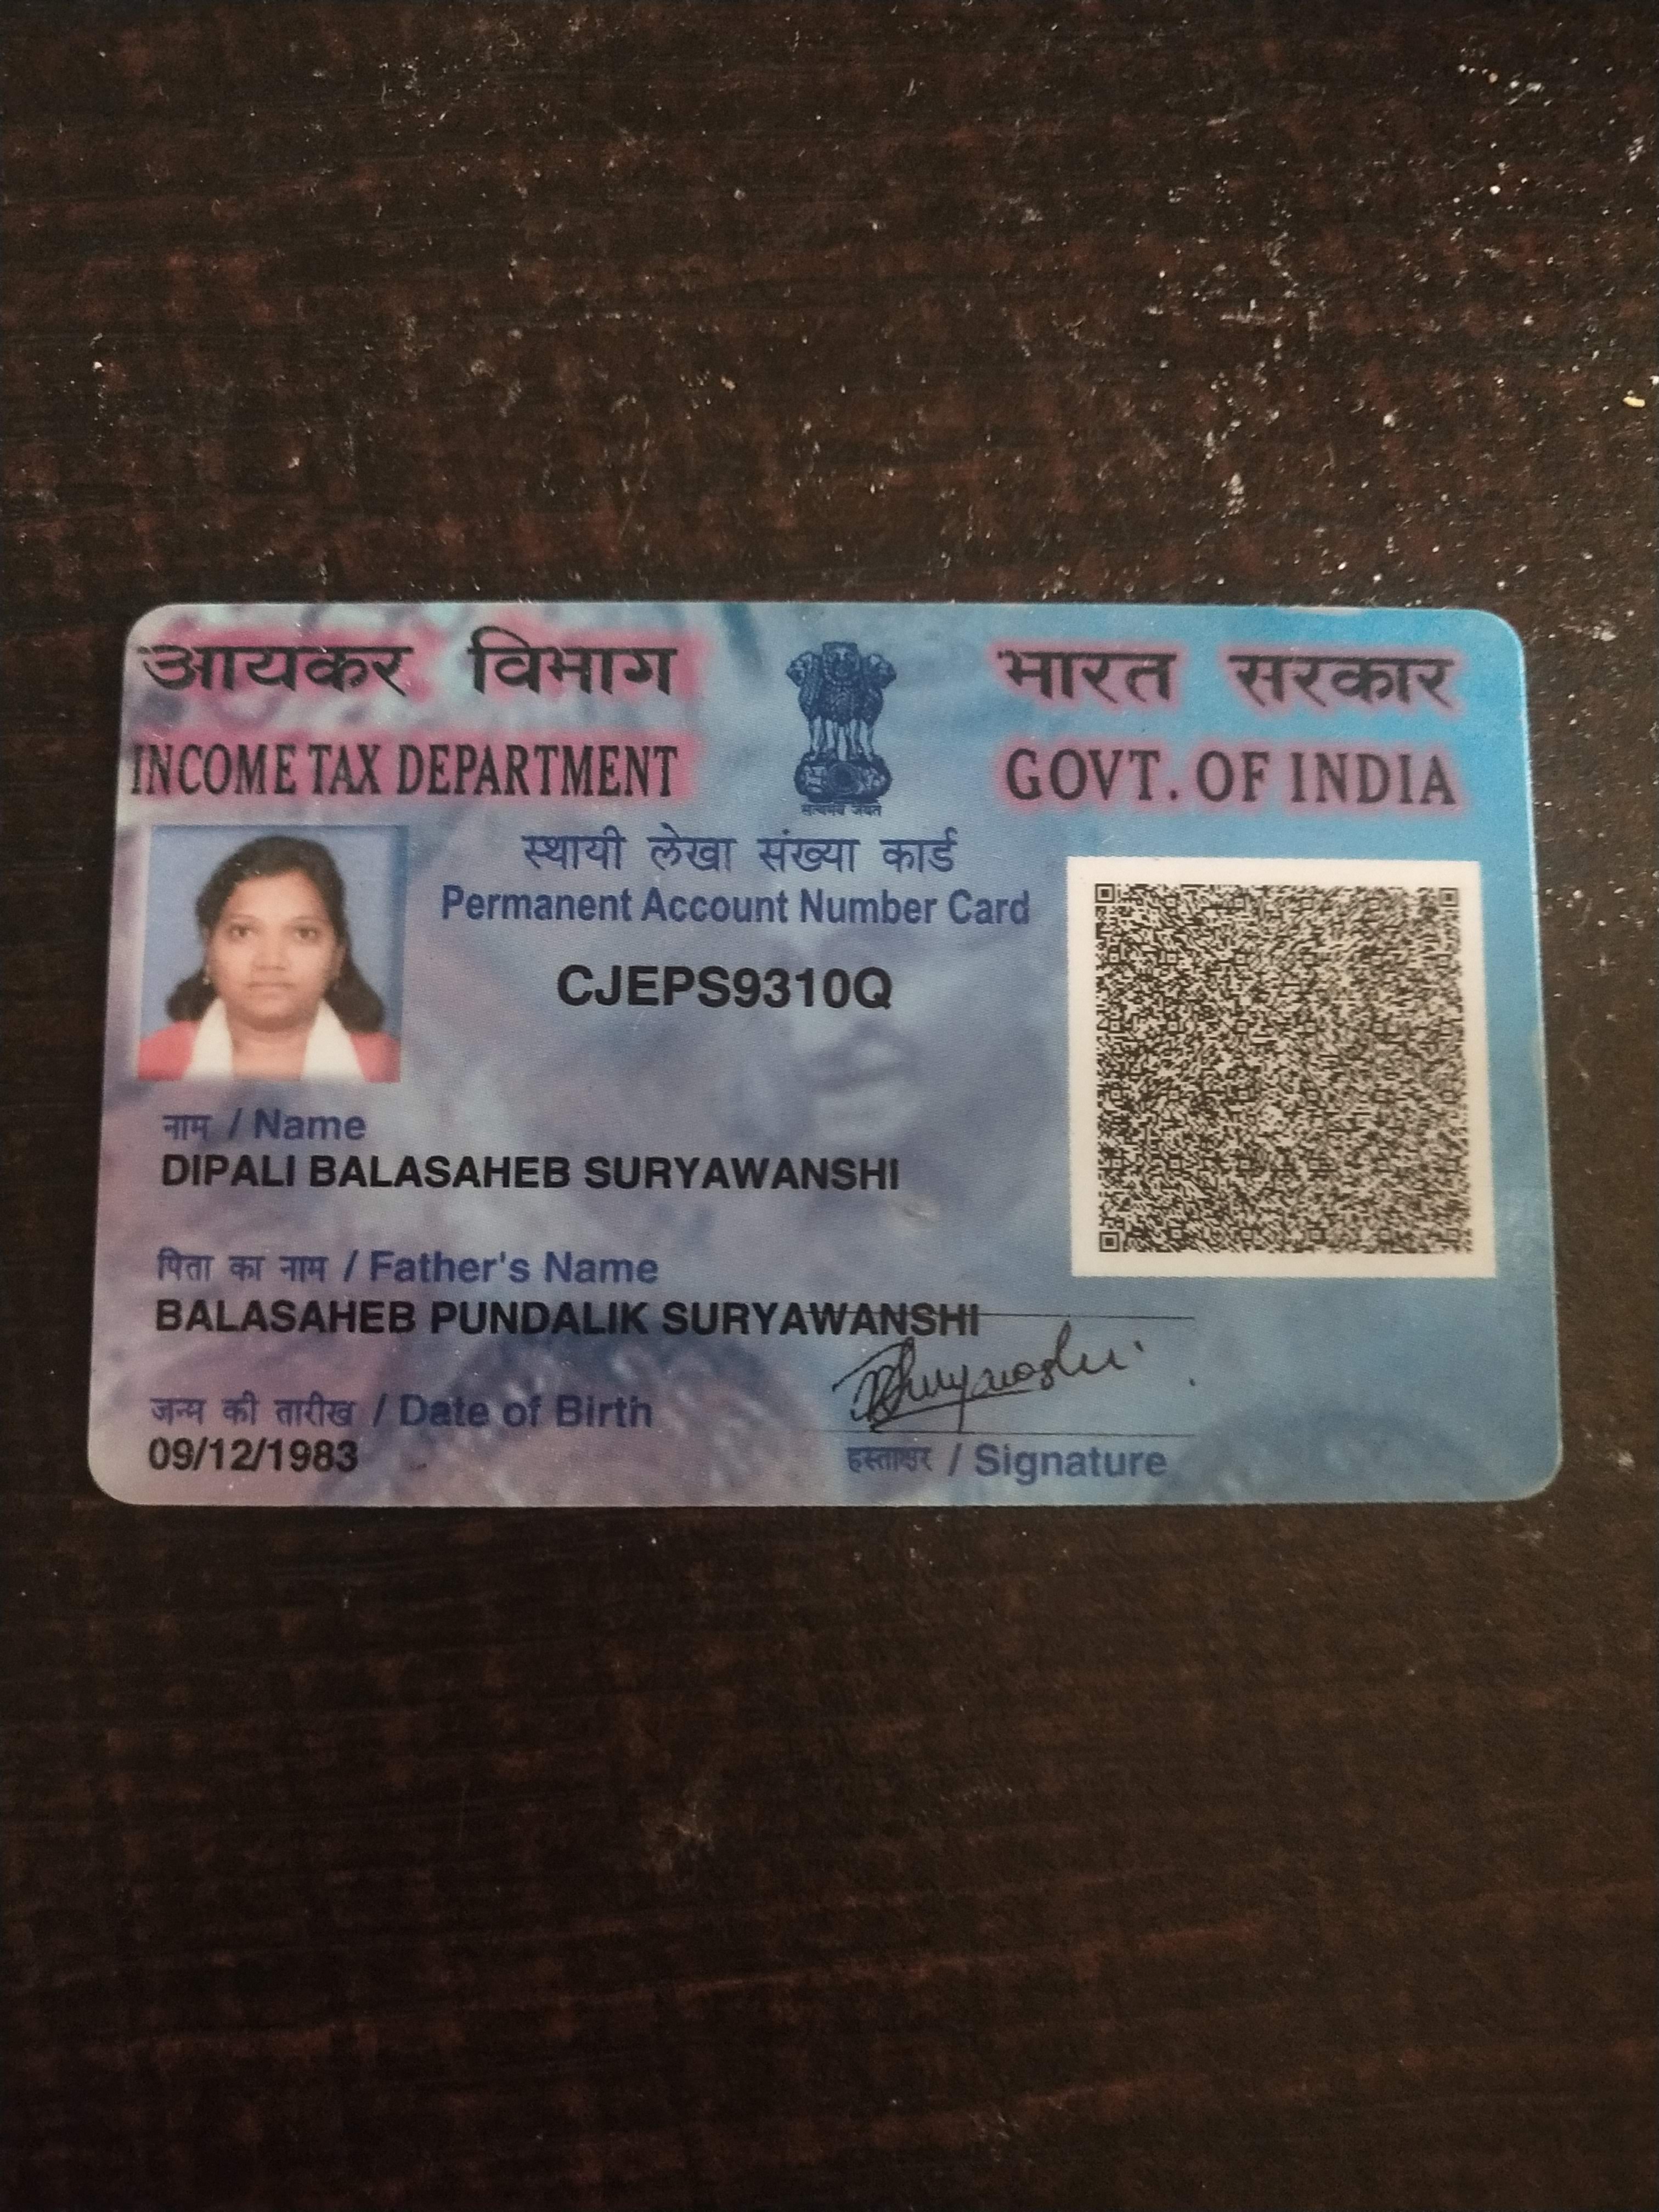 आयकर विभाग
INCOME TAX DEPARTMENT
भारत सरकार
GOVT. OF INDIA
सत्यमेव जयते
स्थायी लेखा संख्या कार्ड
Permanent Account Number Card
CJEPS9310Q
नाम / Name
DIPALI BALASAHEB SURYAWANSHI
पिता का नाम / Father's Name
BALASAHEB PUNDALIK SURYAWANSHI
जन्म की तारीख / Date of Birth
09/12/1983
हस्ताक्षर / Signature